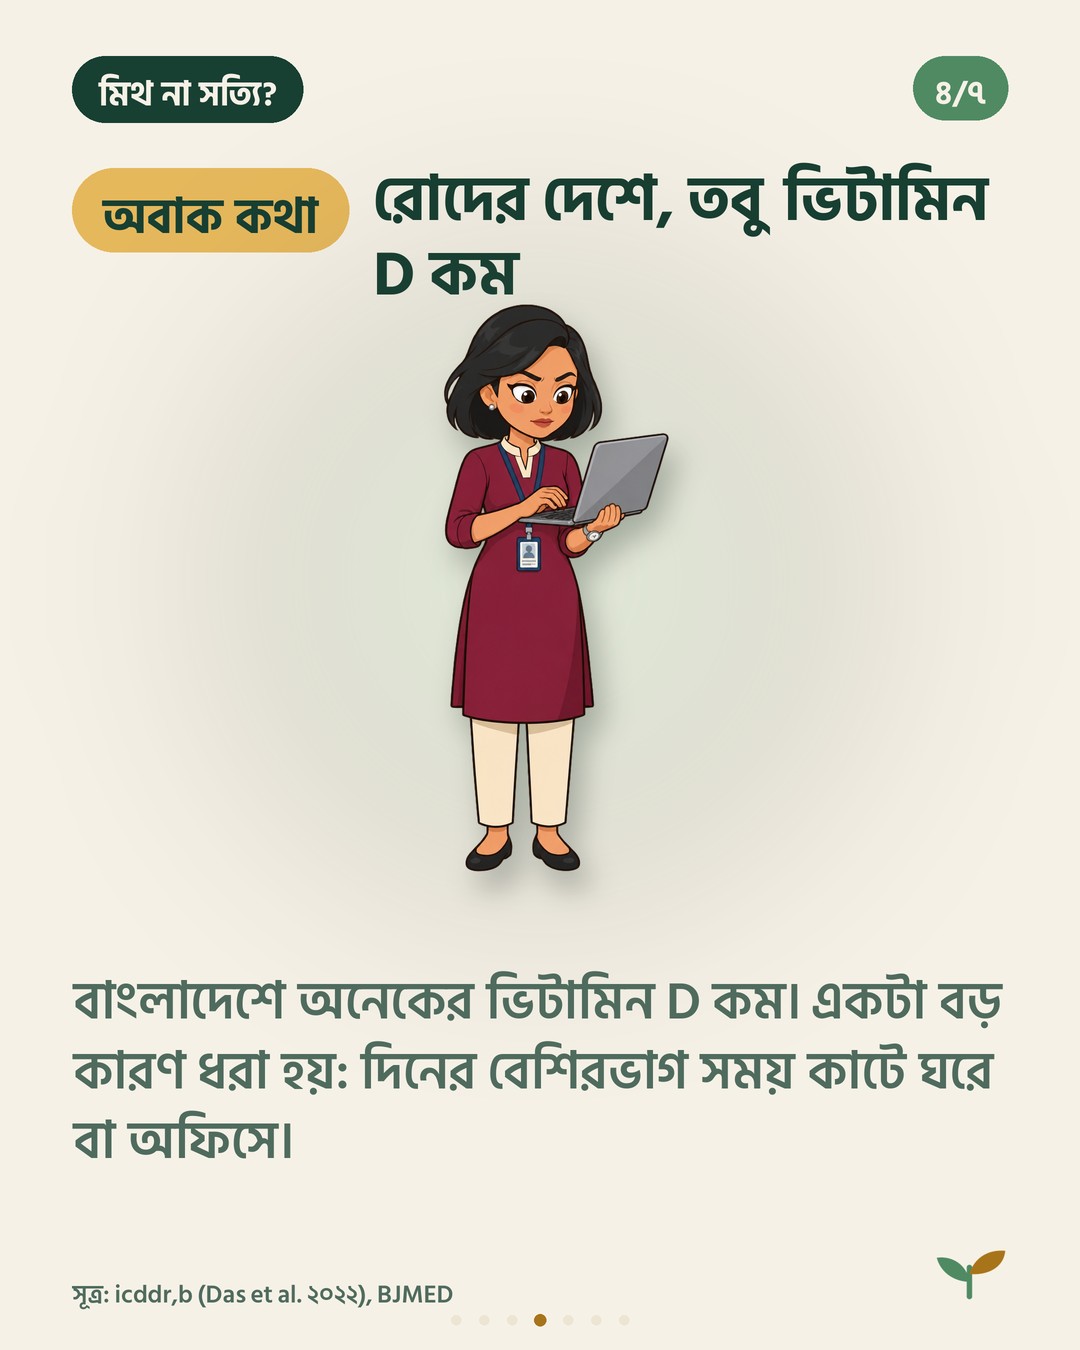 মিথ না সত্যি?
৪/৭
অবাক কথা
রোদের দেশে, তবু ভিটামিন
D কম
বাংলাদেশে অনেকের ভিটামিন D কম। একটা বড়
কারণ ধরা হয়: দিনের বেশিরভাগ সময় কাটে ঘরে
বা অফিসে।
সূত্র: icddr,b (Das et al. ২০২২), BJMED